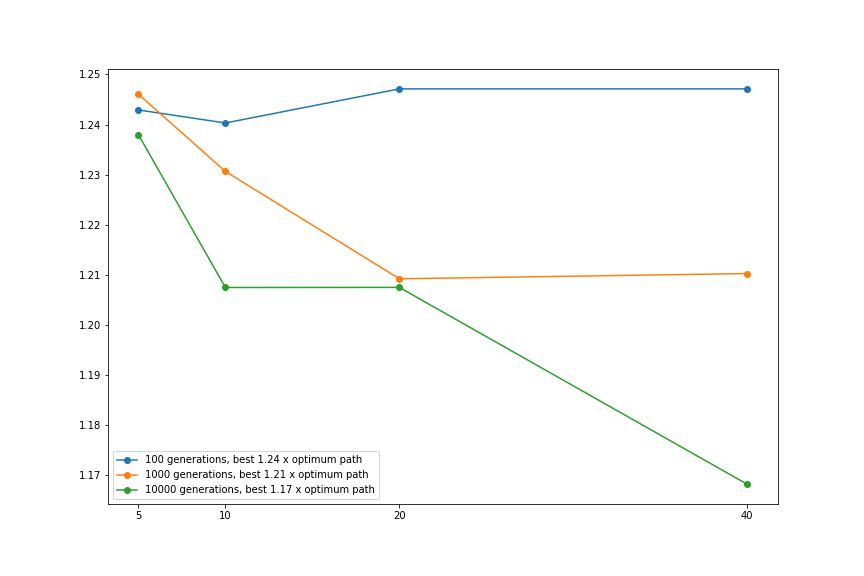 1.25
1.24
1.23
1.22
1.21
1.20
1.19
1.18
1.17
100 generations, best 1.24 x optimum path
1000 generations, best 1.21 x optimum path
10000 generations, best 1.17 x optimum path
5 10 20 40